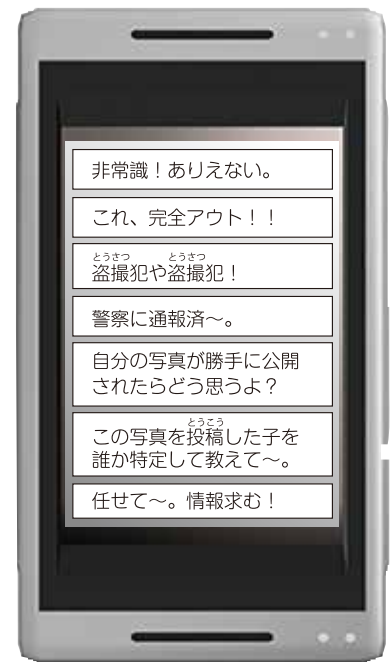 非常識！ありえない。
これ、完全アウト！！
とうさつ とうさつ
盗撮犯や盗撮犯！
警察に通報済～。
自分の写真が勝手に公開
されたらどう思うよ？
とうこう
この写真を投稿した子を
誰か特定して教えて～。
任せて～。情報求む！